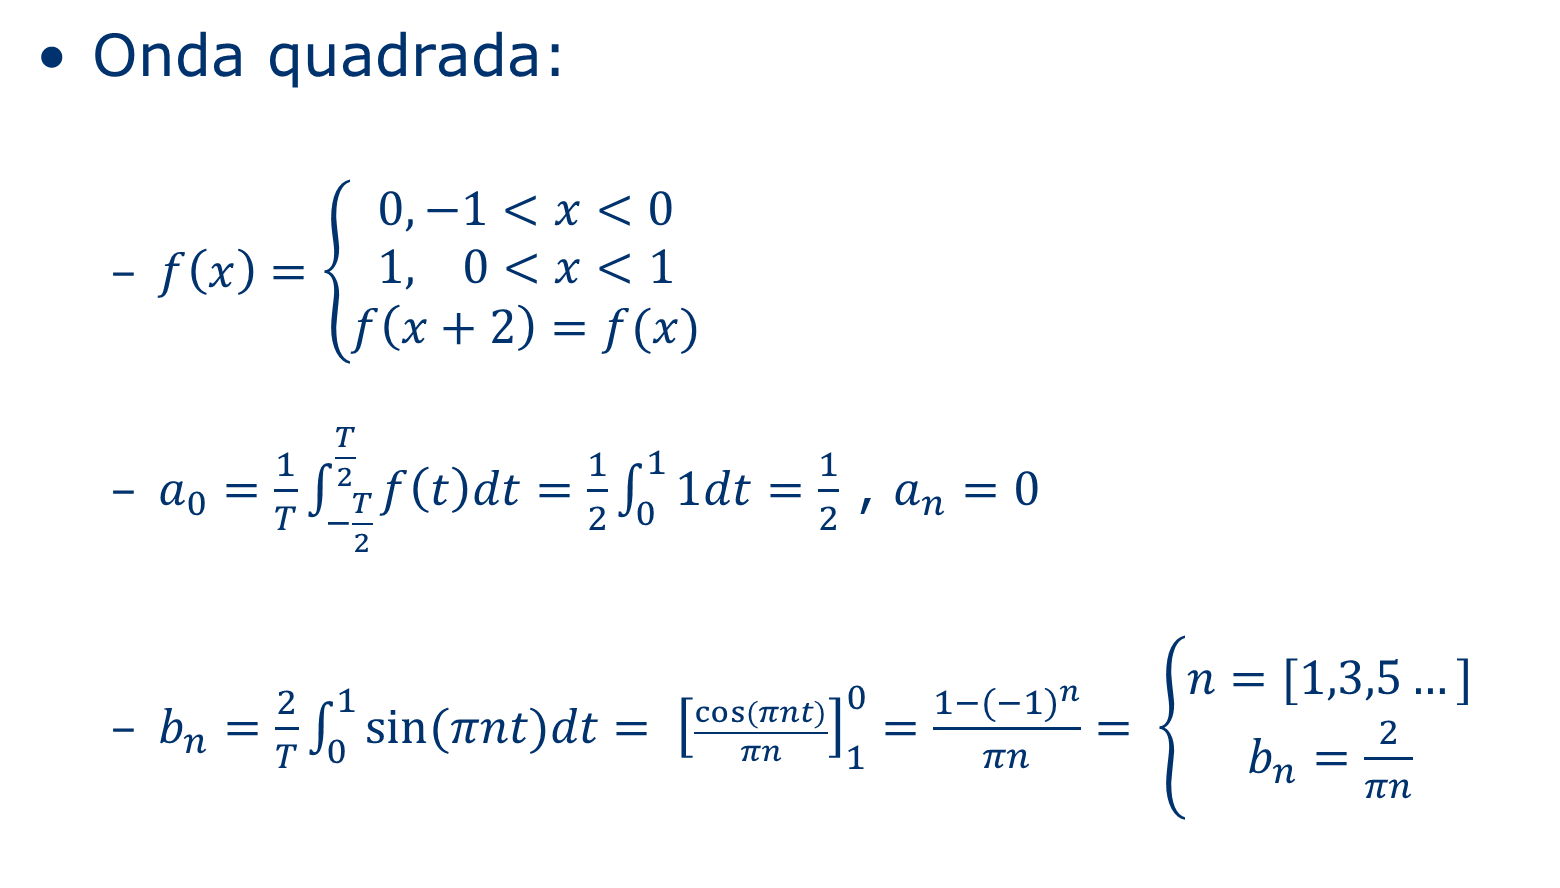 • Onda quadrada:
– f(x) = { 0, −1 < x < 0
1, 0 < x < 1
f(x + 2) = f(x)
– a₀ = 1/T ∫_{−T/2}^{T/2} f(t)dt = 1/2 ∫₀¹ 1dt = 1/2 , aₙ = 0
– bₙ = 2/T ∫₀¹ sin(πnt)dt = [cos(πnt)/πn]₁⁰ = (1−(−1)ⁿ)/πn = { n = [1,3,5 … ]
bₙ = 2/πn